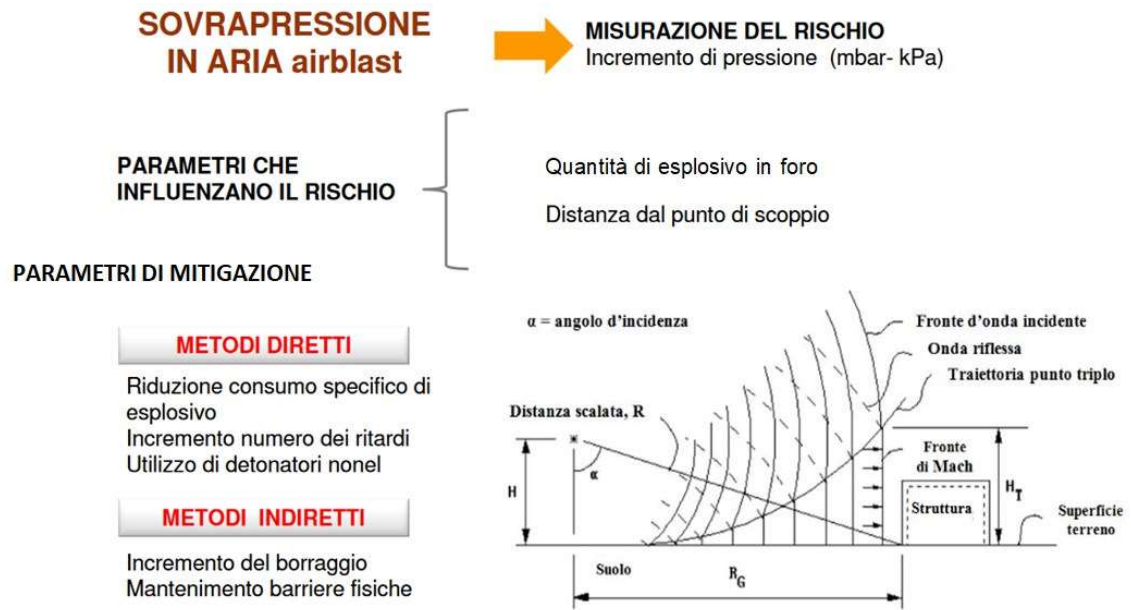 SOVRAPRESSIONE
IN ARIA airblast
MISURAZIONE DEL RISCHIO
Incremento di pressione (mbar- kPa)
PARAMETRI CHE
INFLUENZANO IL RISCHIO
Quantità di esplosivo in foro
Distanza dal punto di scoppio
PARAMETRI DI MITIGAZIONE
METODI DIRETTI
Riduzione consumo specifico di
esplosivo
Incremento numero dei ritardi
Utilizzo di detonatori nonel
METODI INDIRETTI
Incremento del borraggio
Mantenimento barriere fisiche
α = angolo d'incidenza
Fronte d'onda incidente
Onda riflessa
Traiettoria punto triplo
Distanza scalata, R
α
H
Fronte
di Mach
H_T
Struttura
Superficie
terreno
Suolo
R_G